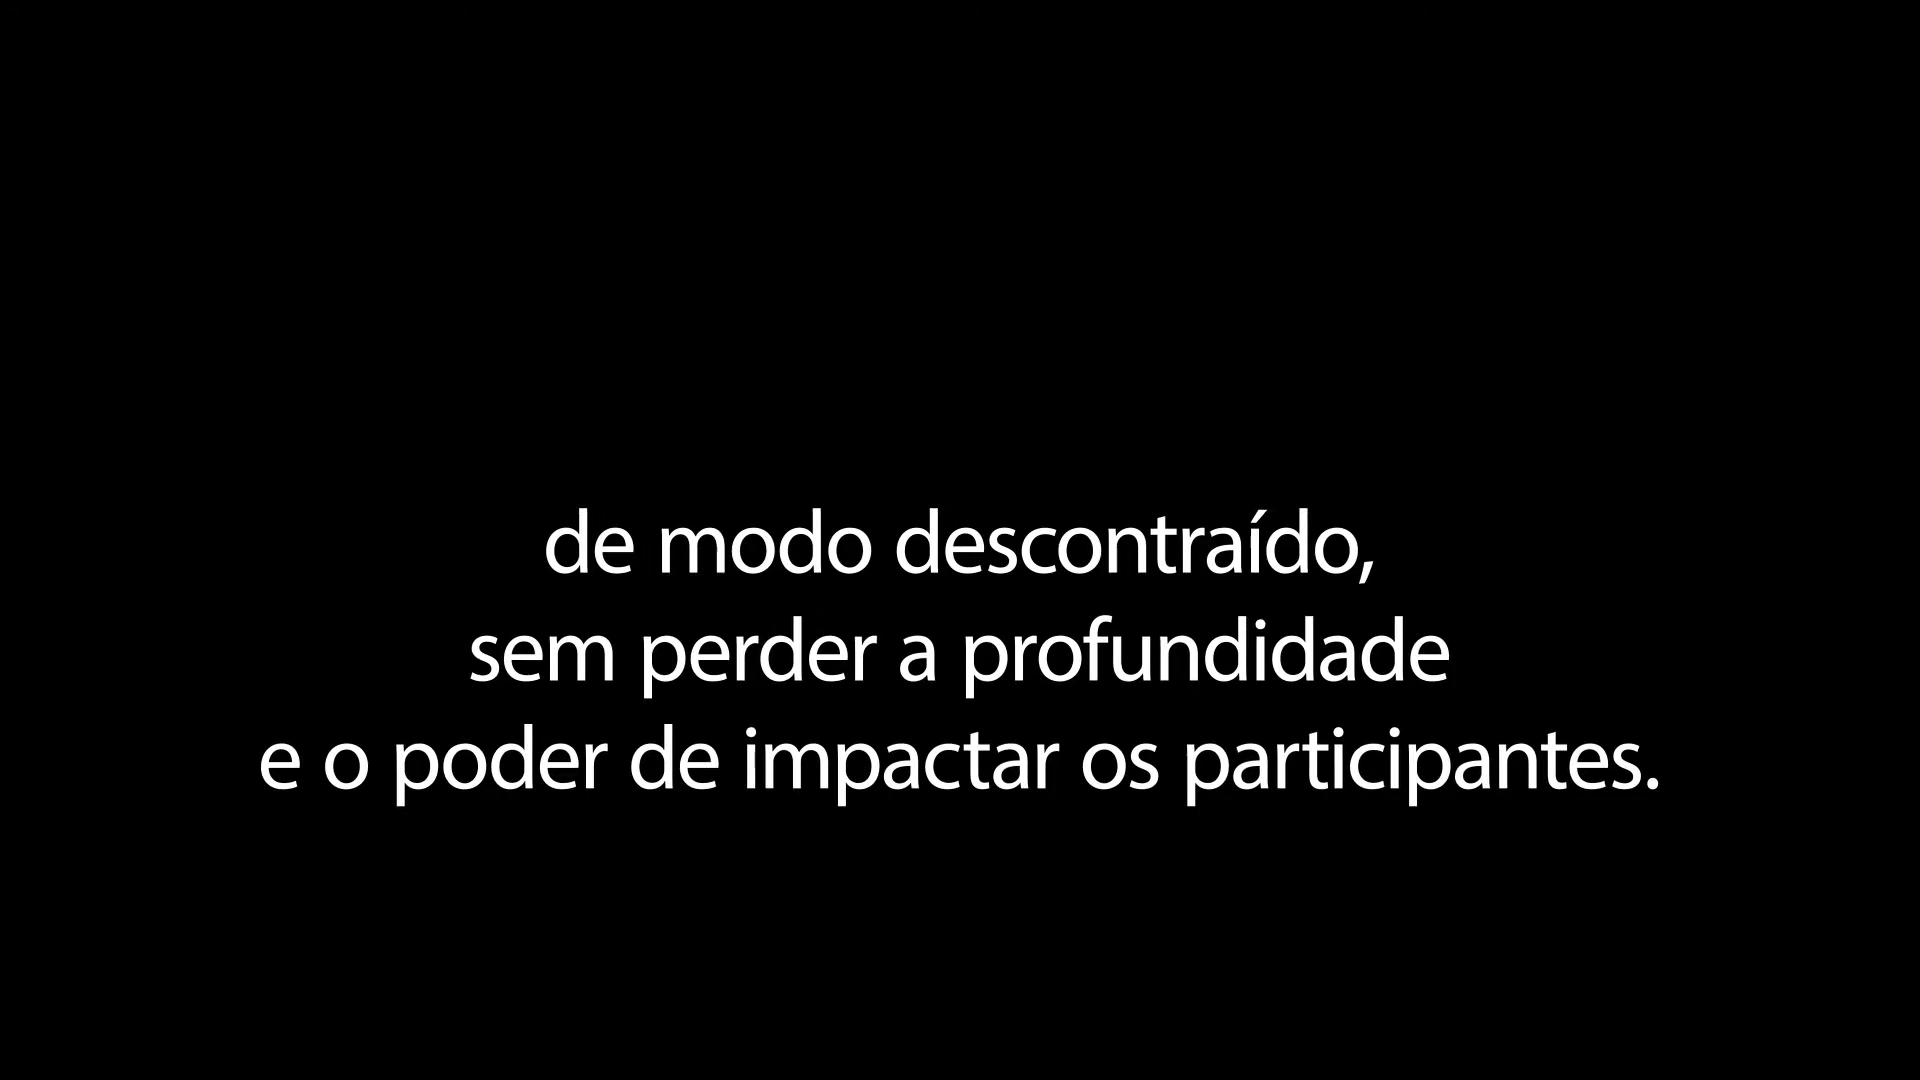 de modo descontraído,
sem perder a profundidade
e o poder de impactar os participantes.